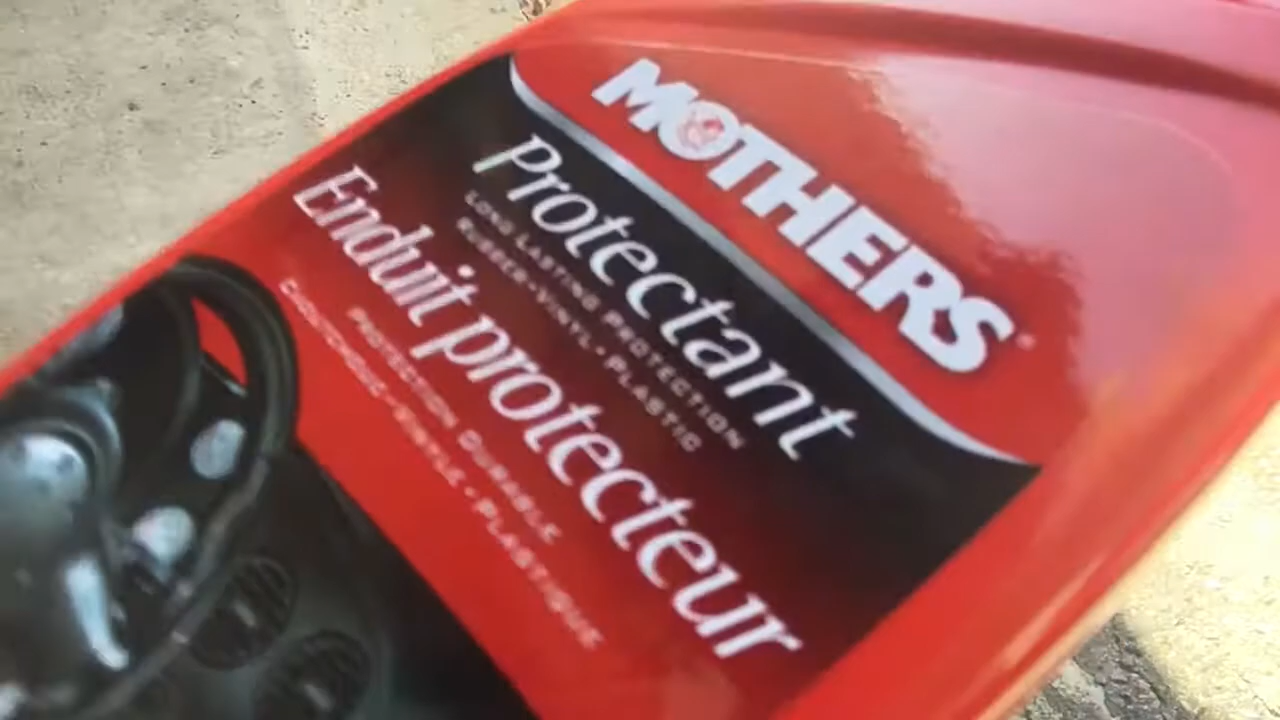 MOTHERS®
Protectant
LONG LASTING PROTECTION
RUBBER•VINYL•PLASTIC
Enduit protecteur
PROTECTION DURABLE
CAOUTCHOUC•VINYLE•PLASTIQUE